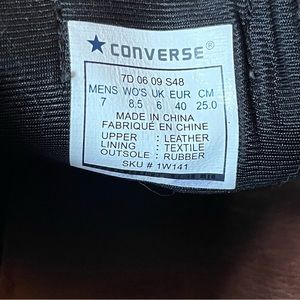 CONVERSE®
7D 06 09 S48
MENS WO'S UK EUR CM
7 8.5 6 40 25.0
MADE IN CHINA
FABRIQUÉ EN CHINE
UPPER : LEATHER
LINING : TEXTILE
OUTSOLE : RUBBER
SKU # 1W141